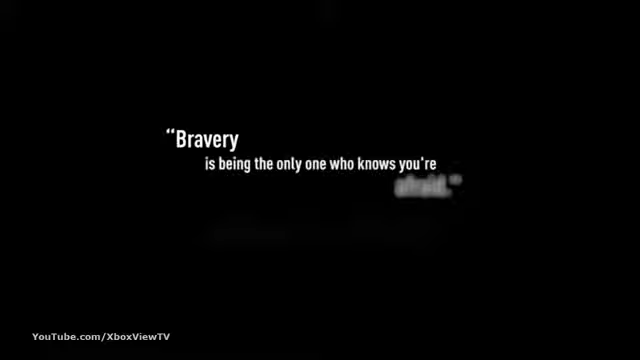 “Bravery
is being the only one who knows you're
afraid.”
YouTube.com/XboxViewTV